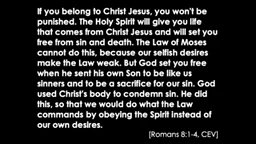 If you belong to Christ Jesus, you won't be
punished. The Holy Spirit will give you life
that comes from Christ Jesus and will set you
free from sin and death. The Law of Moses
cannot do this, because our selfish desires
make the Law weak. But God set you free
when he sent his own Son to be like us
sinners and to be a sacrifice for our sin. God
used Christ's body to condemn sin. He did
this, so that we would do what the Law
commands by obeying the Spirit instead of
our own desires.
[Romans 8:1-4, CEV]